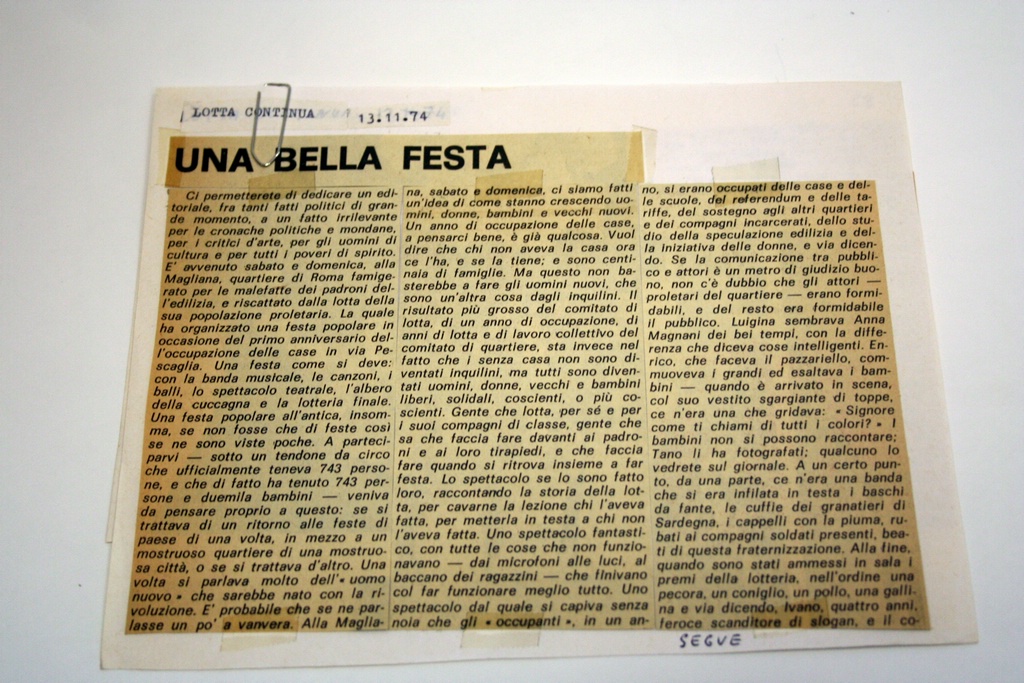 LOTTA CONTINUA 13.11.74
UNA BELLA FESTA
Ci permetterete di dedicare un edi-
toriale, fra tanti fatti politici di gran-
de momento, a un fatto irrilevante
per le cronache politiche e mondane,
per i critici d'arte, per gli uomini di
cultura e per tutti i poveri di spirito.
E' avvenuto sabato e domenica, alla
Magliana, quartiere di Roma famige-
rato per le malefatte dei padroni del-
l'edilizia, e riscattato dalla lotta della
sua popolazione proletaria. La quale
ha organizzato una festa popolare in
occasione del primo anniversario del-
l'occupazione delle case in via Pe-
scaglia. Una festa come si deve:
con la banda musicale, le canzoni, i
balli, lo spettacolo teatrale, l'albero
della cuccagna e la lotteria finale.
Una festa popolare all'antica, insom-
ma, se non fosse che di feste così
se ne sono viste poche. A parteci-
parvi — sotto un tendone da circo
che ufficialmente teneva 743 perso-
ne, e che di fatto ha tenuto 743 per-
sone e duemila bambini — veniva
da pensare proprio a questo: se si
trattava di un ritorno alle feste di
paese di una volta, in mezzo a un
mostruoso quartiere di una mostruo-
sa città, o se si trattava d'altro. Una
volta si parlava molto dell'« uomo
nuovo » che sarebbe nato con la ri-
voluzione. E' probabile che se ne par-
lasse un po' a vanvera. Alla Maglia-
na, sabato e domenica, ci siamo fatti
un'idea di come stanno crescendo uo-
mini, donne, bambini e vecchi nuovi.
Un anno di occupazione delle case,
a pensarci bene, è già qualcosa. Vuol
dire che chi non aveva la casa ora
ce l'ha, e se la tiene; e sono centi-
naia di famiglie. Ma questo non ba-
sterebbe a fare gli uomini nuovi, che
sono un'altra cosa dagli inquilini. Il
risultato più grosso del comitato di
lotta, di un anno di occupazione, di
anni di lotta e di lavoro collettivo del
comitato di quartiere, sta invece nel
fatto che i senza casa non sono di-
ventati inquilini, ma tutti sono diven-
tati uomini, donne, vecchi e bambini
liberi, solidali, coscienti, o più co-
scienti. Gente che lotta, per sé e per
i suoi compagni di classe, gente che
sa che faccia fare davanti ai padro-
ni e ai loro tirapiedi, e che faccia
fare quando si ritrova insieme a far
festa. Lo spettacolo se lo sono fatto
loro, raccontando la storia della lot-
ta, per cavarne la lezione chi l'aveva
fatta, per metterla in testa a chi non
l'aveva fatta. Uno spettacolo fantasti-
co, con tutte le cose che non funzio-
navano — dai microfoni alle luci, al
baccano dei ragazzini — che finivano
col far funzionare meglio tutto. Uno
spettacolo dal quale si capiva senza
noia che gli « occupanti », in un an-
no, si erano occupati delle case e del-
le scuole, del referendum e delle ta-
riffe, del sostegno agli altri quartieri
e dei compagni incarcerati, dello stu-
dio della speculazione edilizia e del-
la iniziativa delle donne, e via dicen-
do. Se la comunicazione tra pubbli-
co e attori è un metro di giudizio buo-
no, non c'è dubbio che gli attori —
proletari del quartiere — erano formi-
dabili, e del resto era formidabile
il pubblico. Luigina sembrava Anna
Magnani dei bei tempi, con la diffe-
renza che diceva cose intelligenti. En-
rico, che faceva il pazzariello, com-
muoveva i grandi ed esaltava i bam-
bini — quando è arrivato in scena,
col suo vestito sgargiante di toppe,
ce n'era una che gridava: « Signore
come ti chiami di tutti i colori? » I
bambini non si possono raccontare;
Tano li ha fotografati; qualcuno lo
vedrete sul giornale. A un certo pun-
to, da una parte, ce n'era una banda
che si era infilata in testa i baschi
da fante, le cuffie dei granatieri di
Sardegna, i cappelli con la piuma, ru-
bati ai compagni soldati presenti, bea-
ti di questa fraternizzazione. Alla fine,
quando sono stati ammessi in sala i
premi della lotteria, nell'ordine una
pecora, un coniglio, un pollo, una galli-
na e via dicendo, Ivano, quattro anni,
feroce scanditore di slogan, e il co-
SEGUE